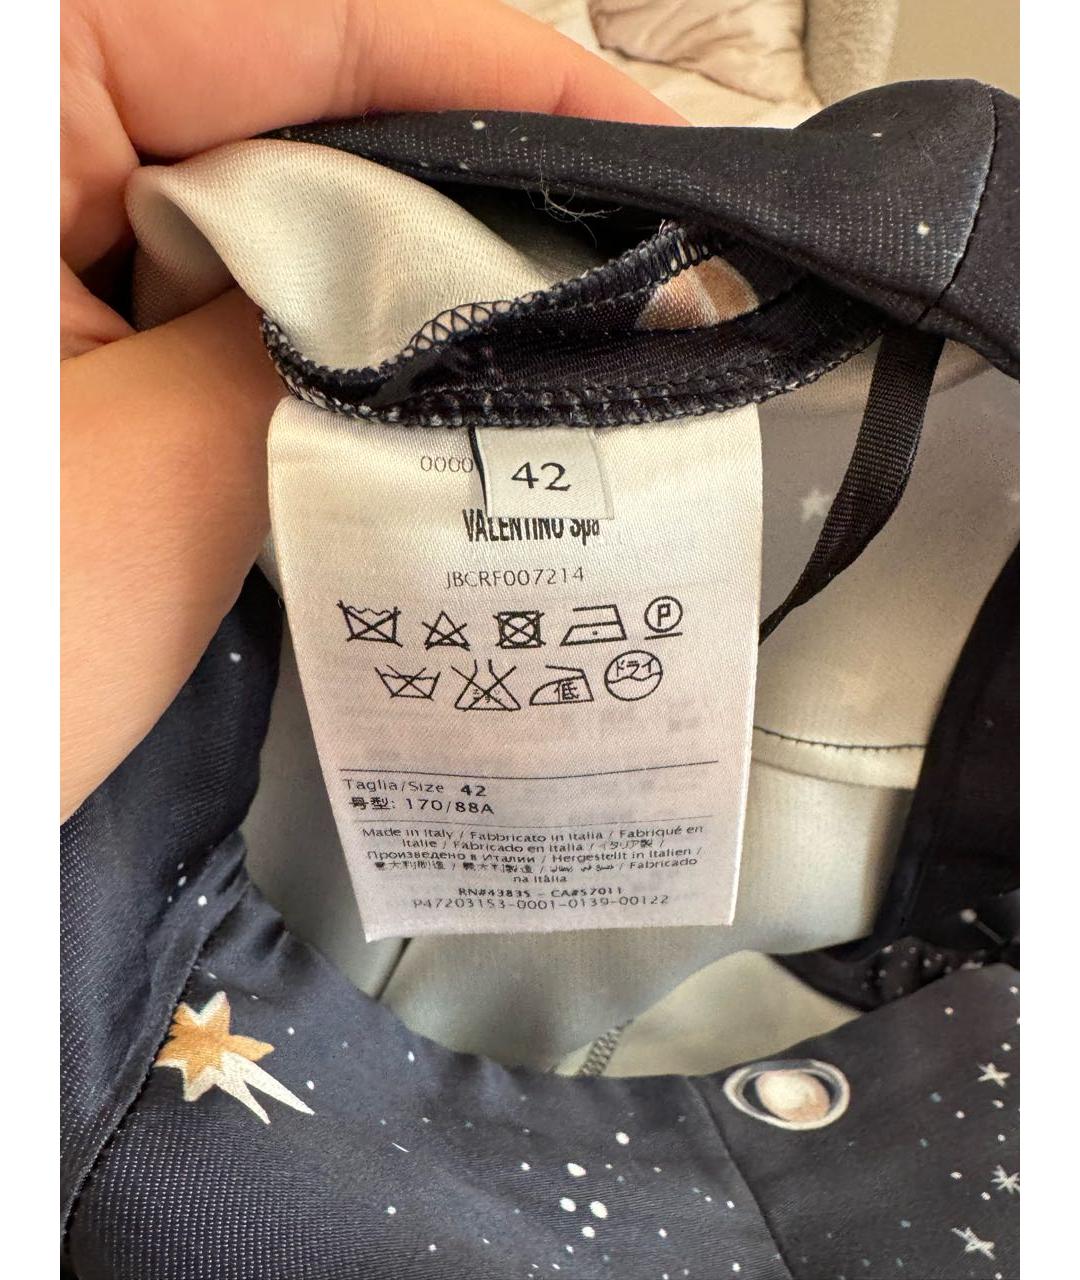 0000
42
VALENTINO SpA
JBCRF007214
P
低
ドライ
Taglia/Size 42
号型: 170/88A
Made in Italy / Fabbricato in Italia / Fabriqué en
Italie / Fabricado en Italia / イタリア製 /
Произведено в Италии / Hergestellt in Italien /
意大利制造 / 義大利製造 / / Fabricado
na Itália
RN#43835 - CA#57011
P47203153-0001-0139-00122